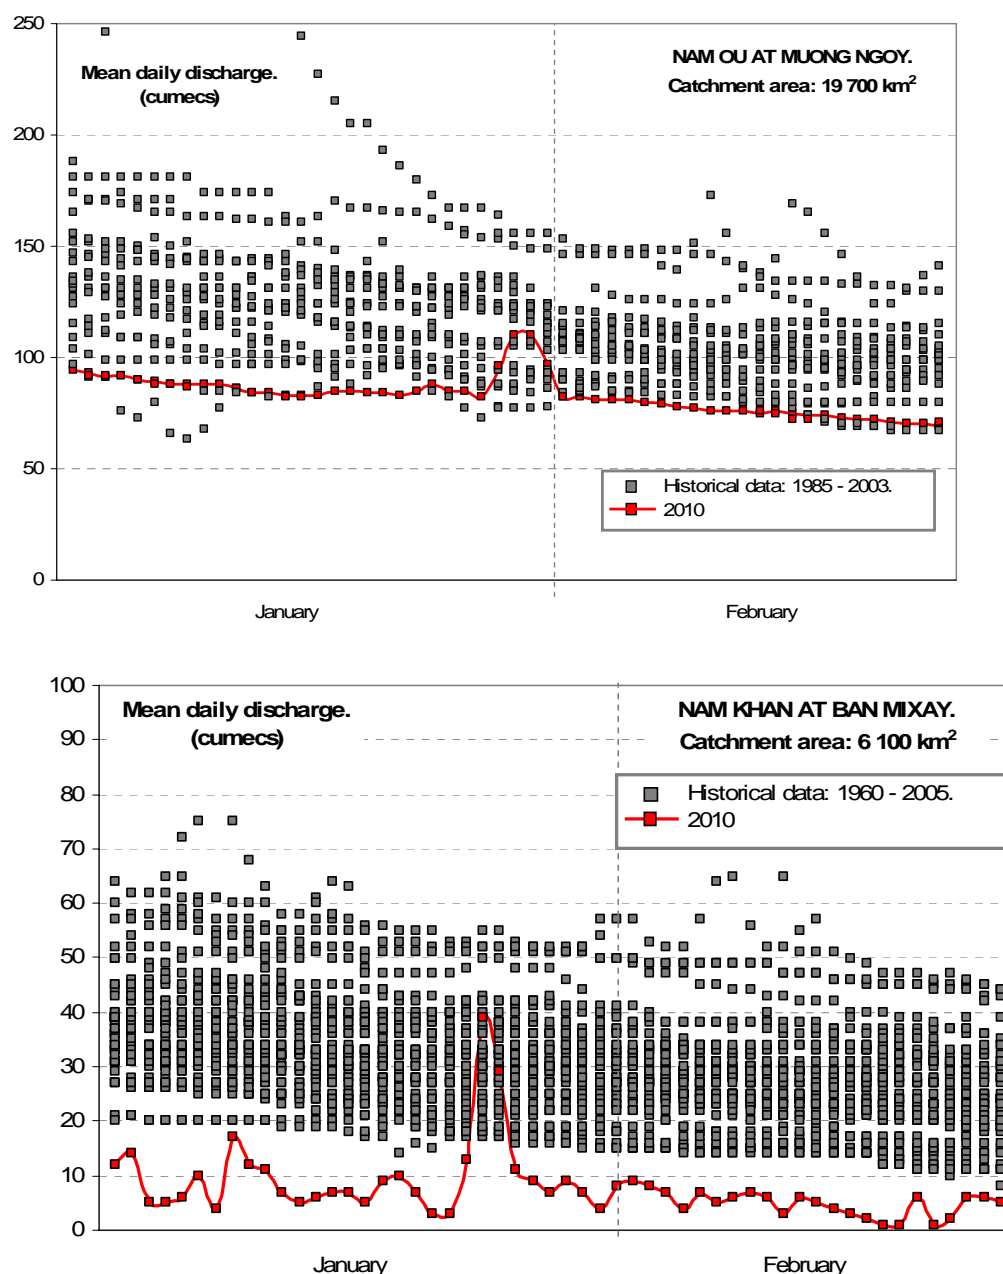 250
Mean daily discharge.
(cumecs)
NAM OU AT MUONG NGOY.
Catchment area: 19 700 km²
200
150
100
50
Historical data: 1985 - 2003.
2010
0
January
February
100
Mean daily discharge.
(cumecs)
NAM KHAN AT BAN MIXAY.
Catchment area: 6 100 km²
90
80
Historical data: 1960 - 2005.
2010
70
60
50
40
30
20
10
0
January
February